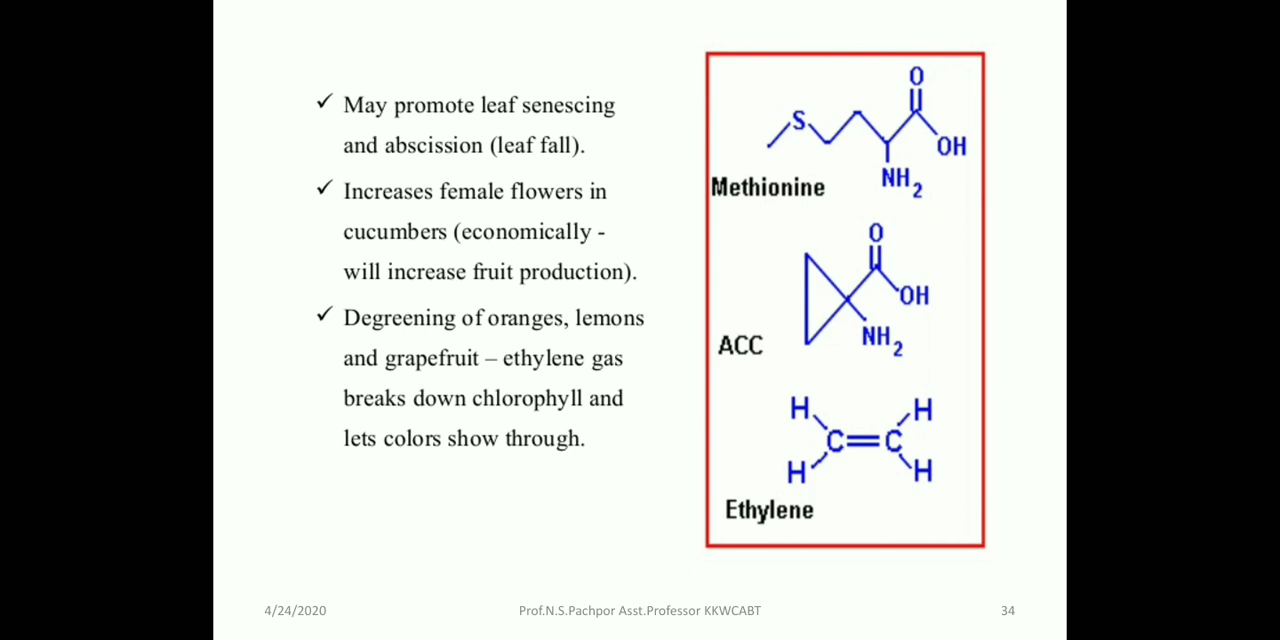 ✓ May promote leaf senescing
and abscission (leaf fall).
✓ Increases female flowers in
cucumbers (economically -
will increase fruit production).
✓ Degreening of oranges, lemons
and grapefruit – ethylene gas
breaks down chlorophyll and
lets colors show through.
O
S
OH
NH2
Methionine
O
OH
NH2
ACC
H H
C=C
H H
Ethylene
4/24/2020
Prof.N.S.Pachpor Asst.Professor KKWCABT
34